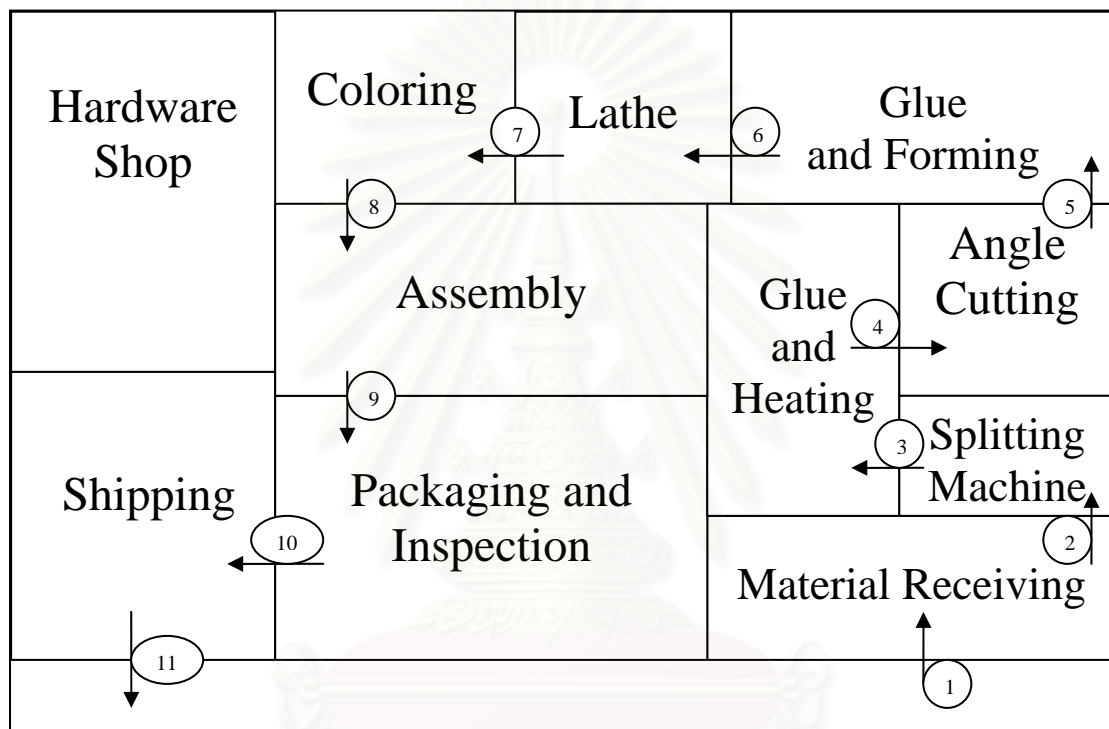 Hardware
Shop
Coloring
7
Lathe
6
Glue
and Forming
5
8
Assembly
Glue
and
Heating
4
Angle
Cutting
9
3
Splitting
Machine
Shipping
10
Packaging and
Inspection
2
Material Receiving
11
1